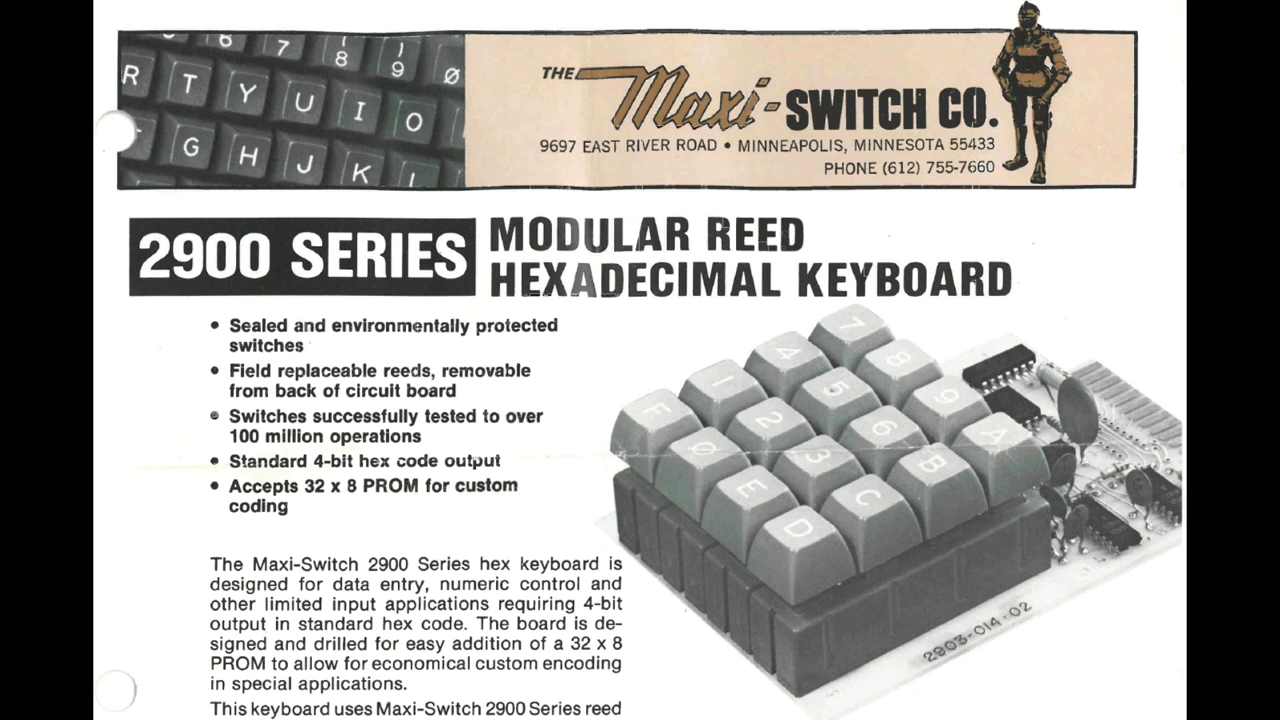 6 7 ( 8 ) 9 Ø
R T Y U I O
G H J K L
THE Maxi-SWITCH CO.
9697 EAST RIVER ROAD • MINNEAPOLIS, MINNESOTA 55433
PHONE (612) 755-7660
2900 SERIES
MODULAR REED
HEXADECIMAL KEYBOARD
• Sealed and environmentally protected
switches
• Field replaceable reeds, removable
from back of circuit board
• Switches successfully tested to over
100 million operations
• Standard 4-bit hex code output
• Accepts 32 x 8 PROM for custom
coding
The Maxi-Switch 2900 Series hex keyboard is
designed for data entry, numeric control and
other limited input applications requiring 4-bit
output in standard hex code. The board is de-
signed and drilled for easy addition of a 32 x 8
PROM to allow for economical custom encoding
in special applications.
This keyboard uses Maxi-Switch 2900 Series reed
7 8 9 A
4 5 6 B
1 2 3 C
F Ø E D
2903-014-02